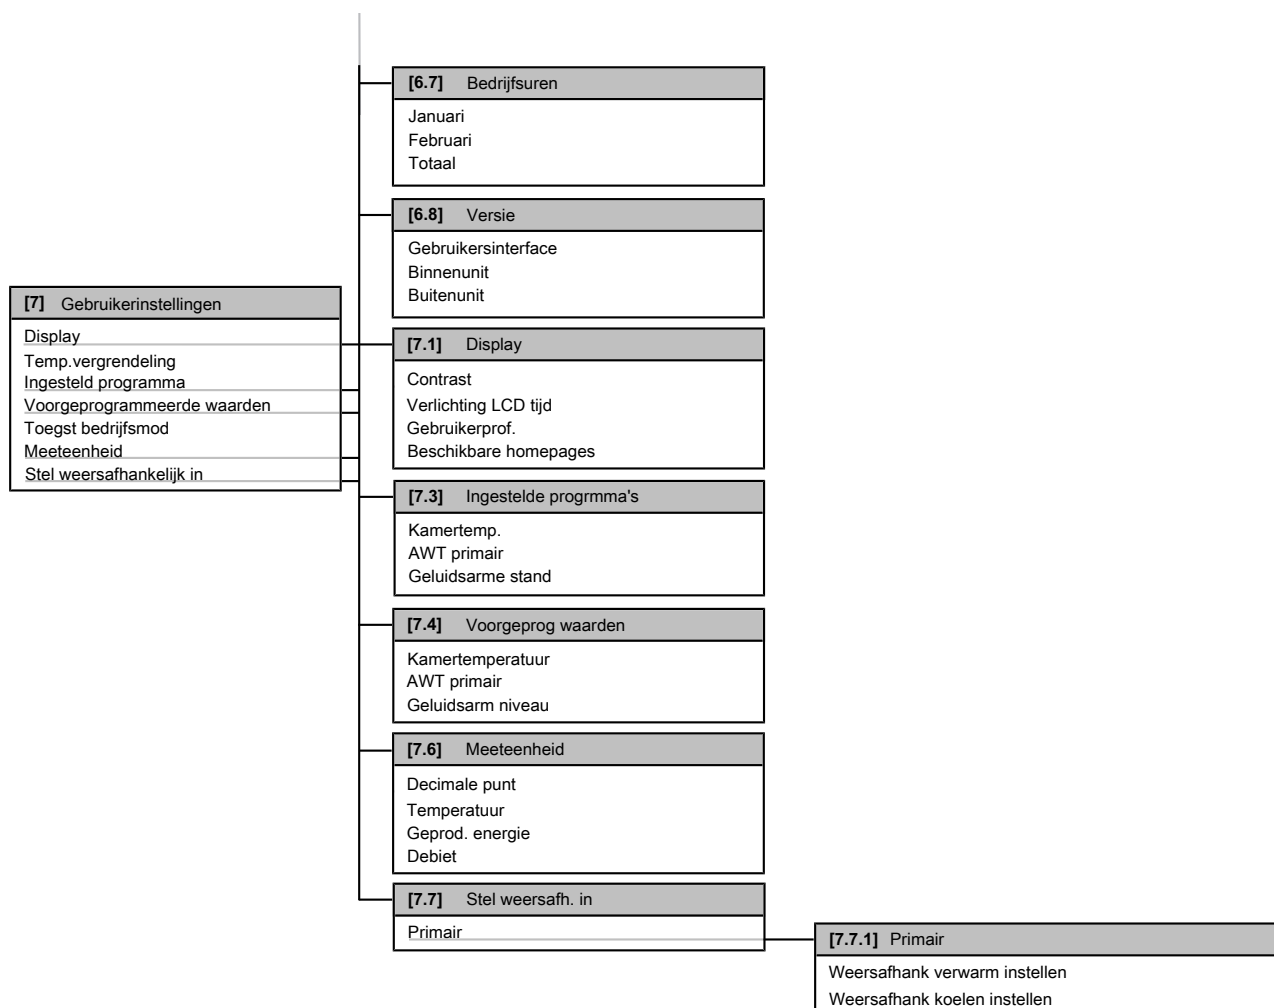 [6.7] Bedrijfsuren
Januari
Februari
Totaal
[6.8] Versie
Gebruikersinterface
Binnenunit
Buitenunit
[7] Gebruikerinstellingen
Display
Temp.vergrendeling
Ingesteld programma
Voorgeprogrammeerde waarden
Toegst bedrijfsmod
Meeteenheid
Stel weersafhankelijk in
[7.1] Display
Contrast
Verlichting LCD tijd
Gebruikerprof.
Beschikbare homepages
[7.3] Ingestelde progrmma's
Kamertemp.
AWT primair
Geluidsarme stand
[7.4] Voorgeprog waarden
Kamertemperatuur
AWT primair
Geluidsarm niveau
[7.6] Meeteenheid
Decimale punt
Temperatuur
Geprod. energie
Debiet
[7.7] Stel weersafh. in
Primair
[7.7.1] Primair
Weersafhank verwarm instellen
Weersafhank koelen instellen